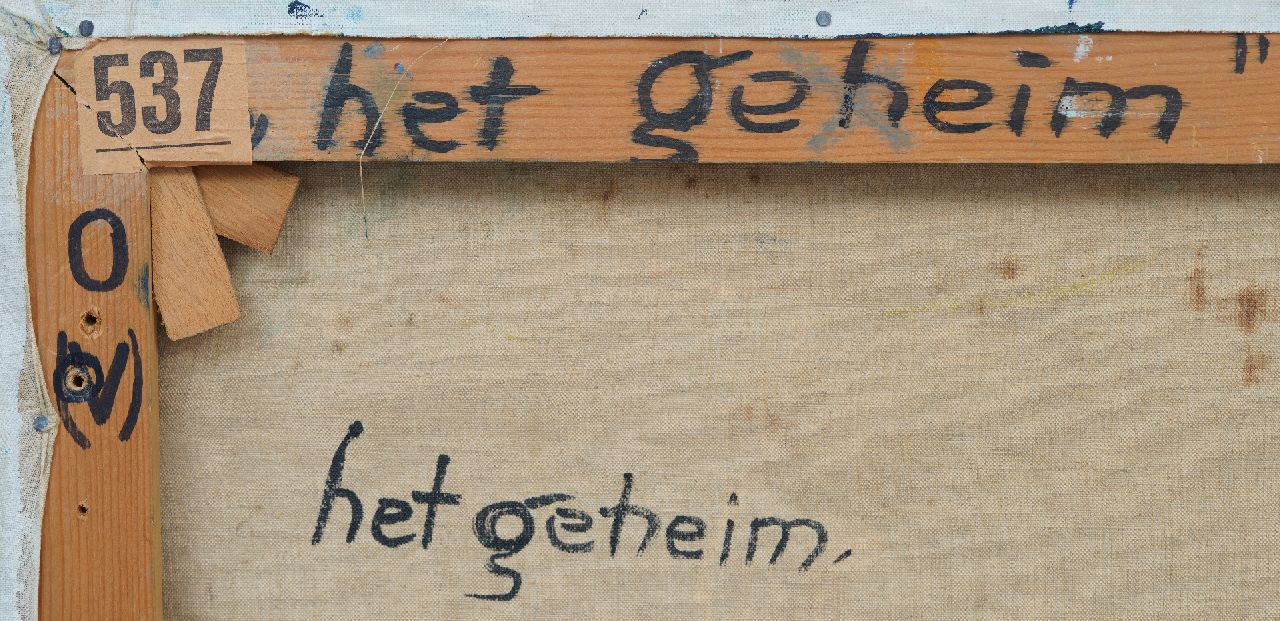 537
„het geheim"
O
(V)
het geheim.